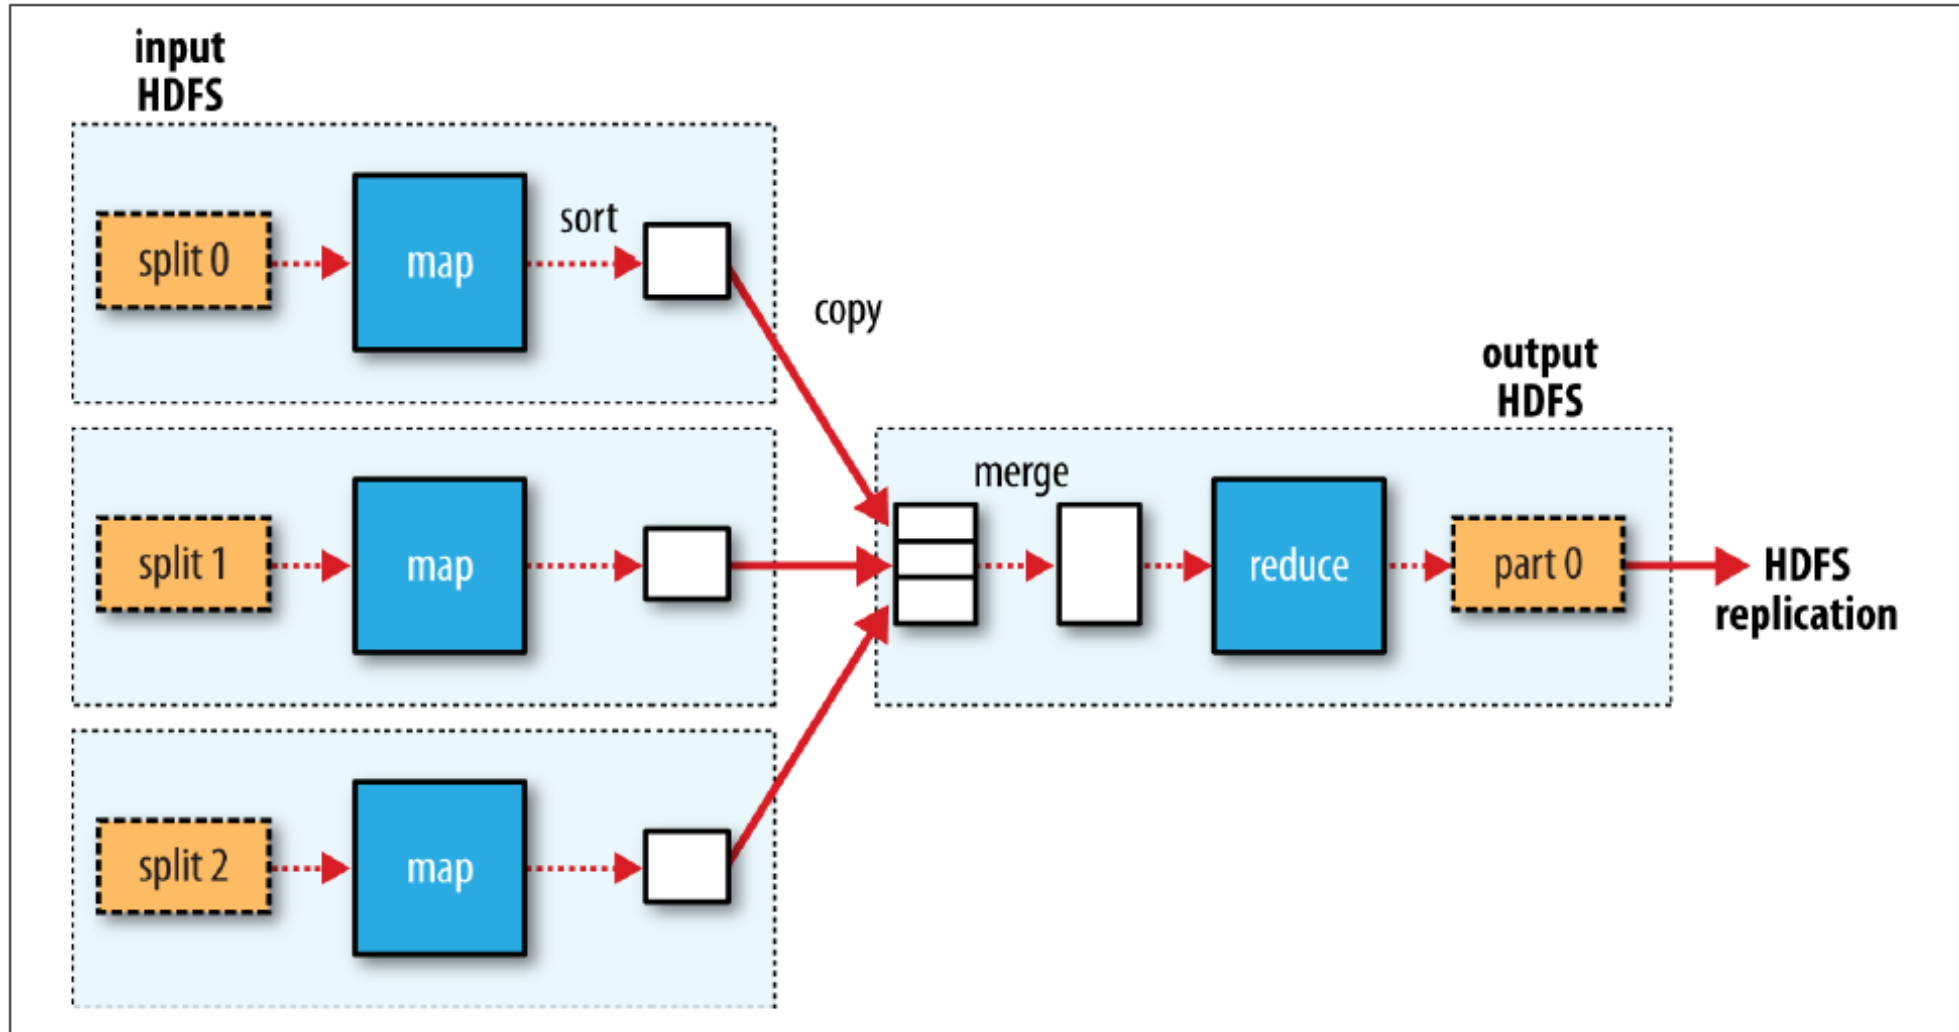 input
HDFS
split 0
map
sort
copy
split 1
map
merge
reduce
output
HDFS
part 0
HDFS
replication
split 2
map